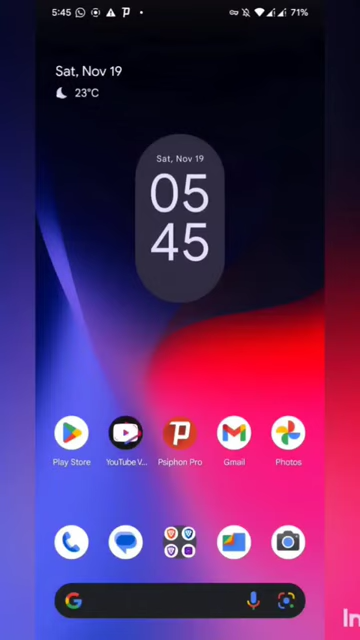 5:45
71%
Sat, Nov 19
23°C
Sat, Nov 19
05
45
Play Store
YouTube V...
Psiphon Pro
Gmail
Photos
In